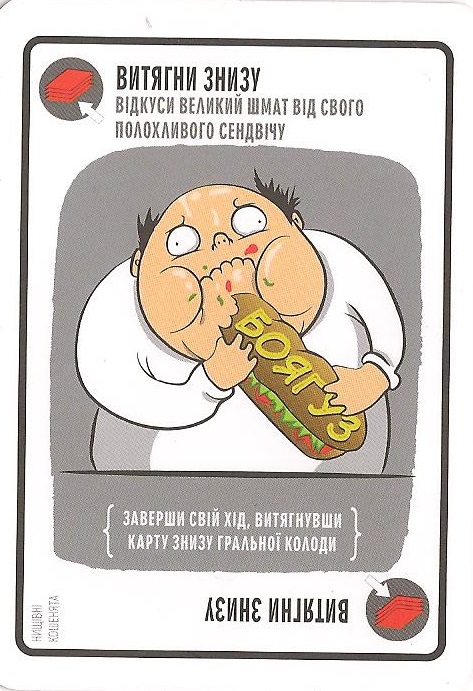 ВИТЯГНИ ЗНИЗУ
ВІДКУСИ ВЕЛИКИЙ ШМАТ ВІД СВОГО
ПОЛОХЛИВОГО СЕНДВІЧУ
БОЯГУЗ
ЗАВЕРШИ СВІЙ ХІД, ВИТЯГНУВШИ
КАРТУ ЗНИЗУ ГРАЛЬНОЇ КОЛОДИ
НИЩІВНІ
КОШЕНЯТА
ВИТЯГНИ ЗНИЗУ